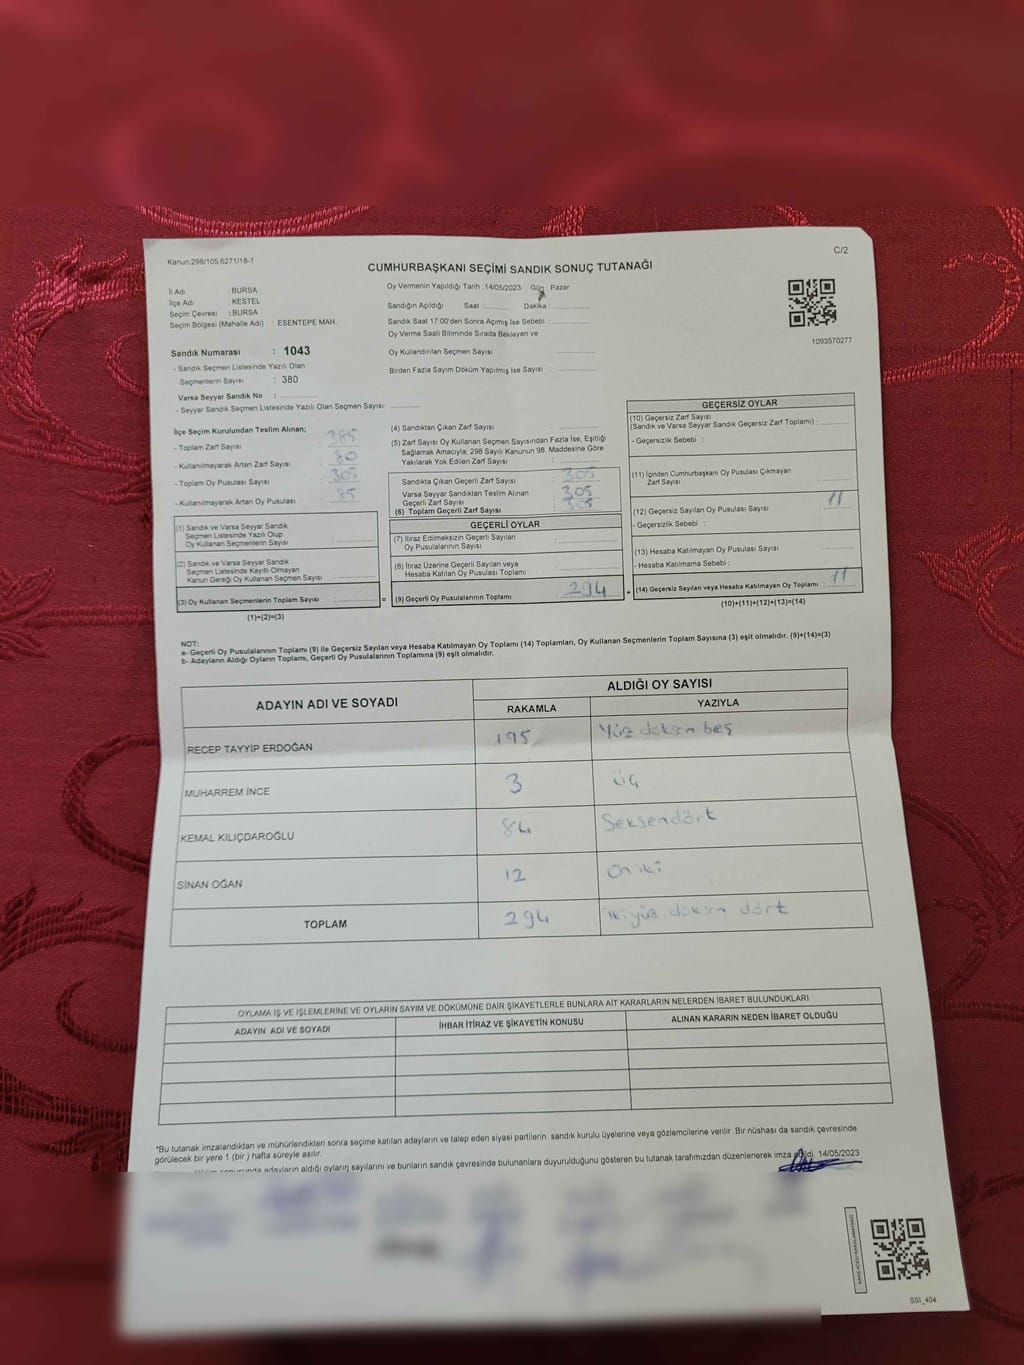 Kanun;298/105,6271/18-1
C/2
CUMHURBAŞKANI SEÇİMİ SANDIK SONUÇ TUTANAĞI
İl Adı : BURSA
İlçe Adı : KESTEL
Seçim Çevresi : BURSA
Seçim Bölgesi (Mahalle Adı) : ESENTEPE MAH.
Oy Vermenin Yapıldığı Tarih : 14/05/2023 Gün : Pazar
Sandığın Açıldığı Saat : Dakika :
Sandık Saat 17:00'den Sonra Açımış İse Sebebi :
Oy Verme Saati Bitiminde Sırada Bekleyen ve
Oy Kullandırılan Seçmen Sayısı :
Birden Fazla Sayım Döküm Yapılmış İse Sayısı :
1093570277
Sandık Numarası : 1043
- Sandık Seçmen Listesinde Yazılı Olan
Seçmenlerin Sayısı : 380
Varsa Seyyar Sandık No :
- Seyyar Sandık Seçmen Listesinde Yazılı Olan Seçmen Sayısı:
İlçe Seçim Kurulundan Teslim Alınan;
- Toplam Zarf Sayısı : 385
- Kullanılmayarak Artan Zarf Sayısı : 80
- Toplam Oy Pusulası Sayısı : 305
- Kullanılmayarak Artan Oy Pusulası : 85
(1) Sandık ve Varsa Seyyar Sandık
Seçmen Listesinde Yazılı Olup
Oy Kullanan Seçmenlerin Sayısı :
(2) Sandık ve Varsa Seyyar Sandık
Seçmen Listesinde Kayıtlı Olmayan
Kanun Gereği Oy Kullanan Seçmen Sayısı :
(3) Oy Kullanan Seçmenlerin Toplam Sayısı :
(1)+(2)=(3)
=
(4) Sandıktan Çıkan Zarf Sayısı :
(5) Zarf Sayısı Oy Kullanan Seçmen Sayısından Fazla İse, Eşitliği
Sağlamak Amacıyla; 298 Sayılı Kanunun 98. Maddesine Göre
Yakılarak Yok Edilen Zarf Sayısı :
Sandıkta Çıkan Geçerli Zarf Sayısı : 305
Varsa Seyyar Sandıktan Teslim Alınan
Geçerli Zarf Sayısı : 305
(6) Toplam Geçerli Zarf Sayısı : 305
GEÇERLİ OYLAR
(7) İtiraz Edilmeksizin Geçerli Sayılan
Oy Pusulalarının Sayısı :
(8) İtiraz Üzerine Geçerli Sayılan veya
Hesaba Katılan Oy Pusulası Toplamı :
(9) Geçerli Oy Pusulalarının Toplamı : 294
+
GEÇERSİZ OYLAR
(10) Geçersiz Zarf Sayısı
(Sandık ve Varsa Seyyar Sandık Geçersiz Zarf Toplamı) :
- Geçersizlik Sebebi :
(11) İçinden Cumhurbaşkanı Oy Pusulası Çıkmayan
Zarf Sayısı :
(12) Geçersiz Sayılan Oy Pusulası Sayısı : 11
- Geçersizlik Sebebi :
(13) Hesaba Katılmayan Oy Pusulası Sayısı :
- Hesaba Katılmama Sebebi :
(14) Geçersiz Sayılan veya Hesaba Katılmayan Oy Toplamı : 11
(10)+(11)+(12)+(13)=(14)
NOT:
a- Geçerli Oy Pusulalarının Toplamı (9) ile Geçersiz Sayılan veya Hesaba Katılmayan Oy Toplamı (14) Toplamları, Oy Kullanan Seçmenlerin Toplam Sayısına (3) eşit olmalıdır. (9)+(14)=(3)
b- Adayların Aldığı Oyların Toplamı, Geçerli Oy Pusulalarının Toplamına (9) eşit olmalıdır.
ADAYIN ADI VE SOYADI
ALDIĞI OY SAYISI
RAKAMLA YAZIYLA
RECEP TAYYİP ERDOĞAN 195 Yüz doksan beş
MUHARREM İNCE 3 üç
KEMAL KILIÇDAROĞLU 84 Seksendört
SİNAN OĞAN 12 On iki
TOPLAM 294 ikiyüz doksan dört
OYLAMA İŞ VE İŞLEMLERİNE VE OYLARIN SAYIM VE DÖKÜMÜNE DAİR ŞİKAYETLERLE BUNLARA AİT KARARLARIN NELERDEN İBARET BULUNDUKLARI
ADAYIN ADI VE SOYADI İHBAR İTİRAZ VE ŞİKAYETİN KONUSU ALINAN KARARIN NEDEN İBARET OLDUĞU
*Bu tutanak imzalandıktan ve mühürlendikten sonra seçime katılan adayların ve talep eden siyasi partilerin sandık kurulu üyelerine veya gözlemcilerine verilir. Bir nüshası da sandık çevresinde
görülecek bir yere 1 (bir) hafta süreyle asılır.
adayların aldığı oyların sayılarını ve bunların sandık çevresinde bulunanlara duyurulduğunu gösteren bu tutanak tarafımızdan düzenlenerek imza edildi. 14/05/2023
SSI_404